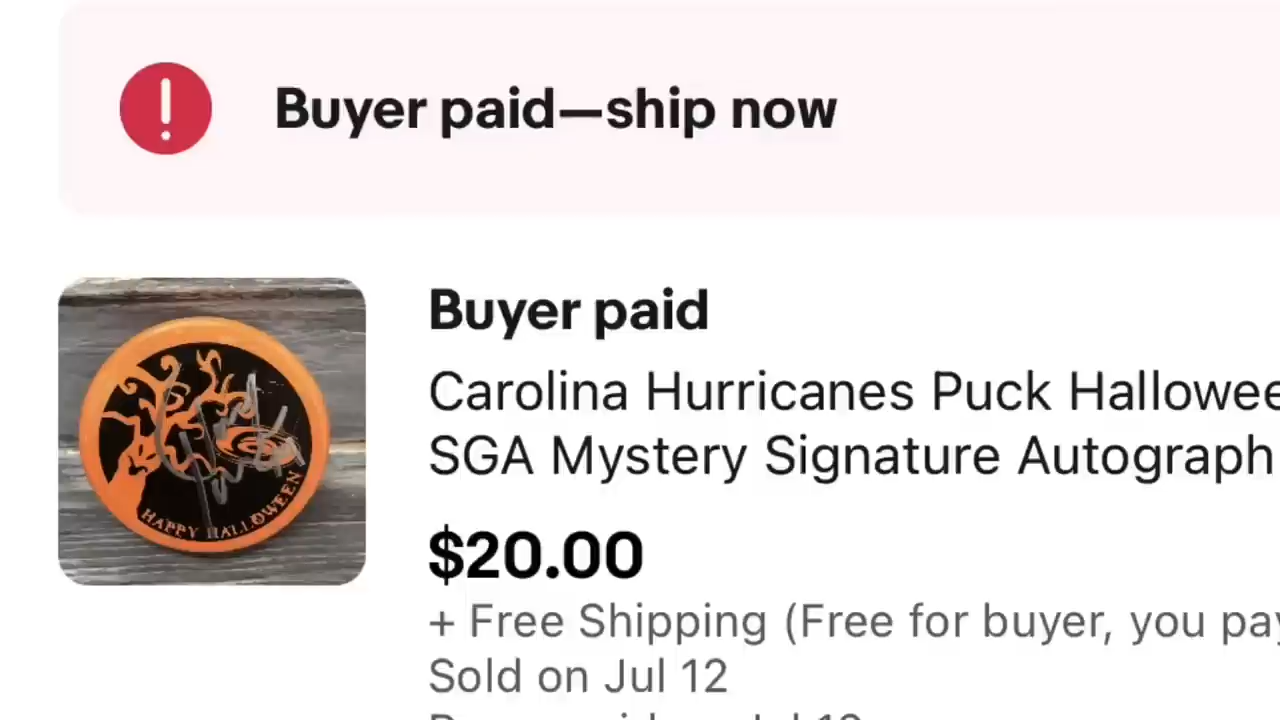 Buyer paid—ship now
Buyer paid
Carolina Hurricanes Puck Hallowee
SGA Mystery Signature Autograph
$20.00
+ Free Shipping (Free for buyer, you pay
Sold on Jul 12
HAPPY HALLOWEEN